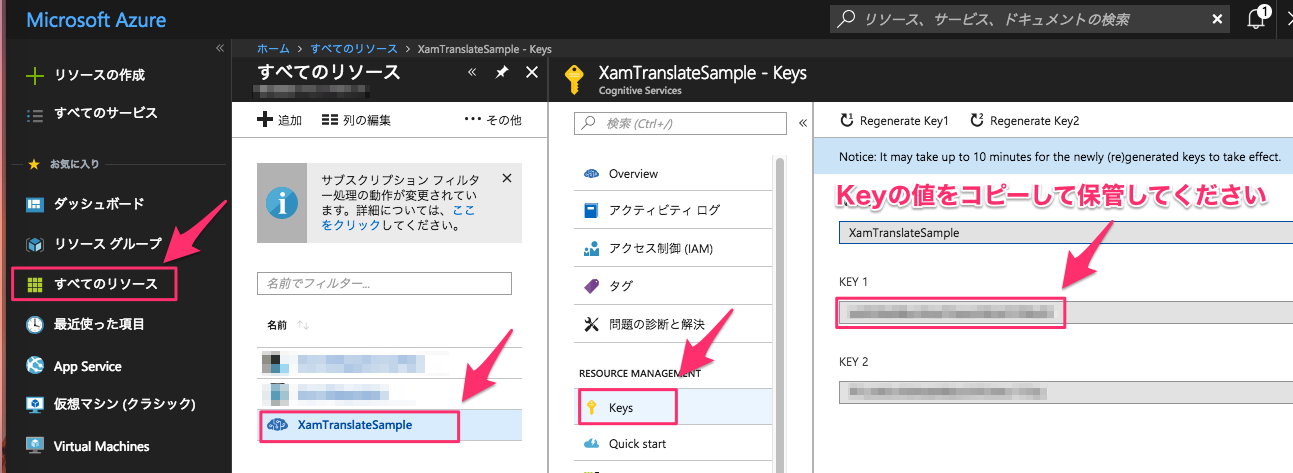 Microsoft Azure
リソース、サービス、ドキュメントの検索
1
リソースの作成
すべてのサービス
お気に入り
ダッシュボード
リソース グループ
すべてのリソース
最近使った項目
App Service
仮想マシン (クラシック)
Virtual Machines
ホーム > すべてのリソース > XamTranslateSample - Keys
すべてのリソース
追加
列の編集
その他
サブスクリプション フィルタ
ー処理の動作が変更されてい
ます。詳細については、ここ
をクリックしてください。
名前でフィルター...
名前
XamTranslateSample
XamTranslateSample - Keys
Cognitive Services
検索 (Ctrl+/)
Overview
アクティビティ ログ
アクセス制御 (IAM)
タグ
問題の診断と解決
RESOURCE MANAGEMENT
Keys
Quick start
Regenerate Key1
Regenerate Key2
Notice: It may take up to 10 minutes for the newly (re)generated keys to take effect.
Keyの値をコピーして保管してください
XamTranslateSample
KEY 1
KEY 2